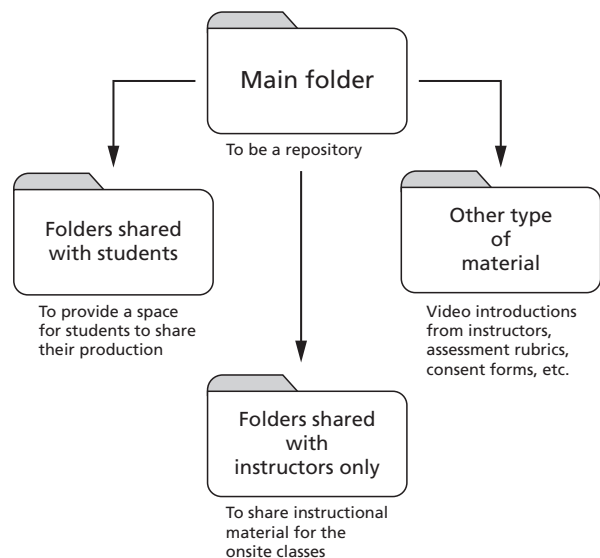 Main folder
To be a repository
Folders shared
with students
To provide a space
for students to share
their production
Other type
of
material
Video introductions
from instructors,
assessment rubrics,
consent forms, etc.
Folders shared
with
instructors only
To share instructional
material for the
onsite classes